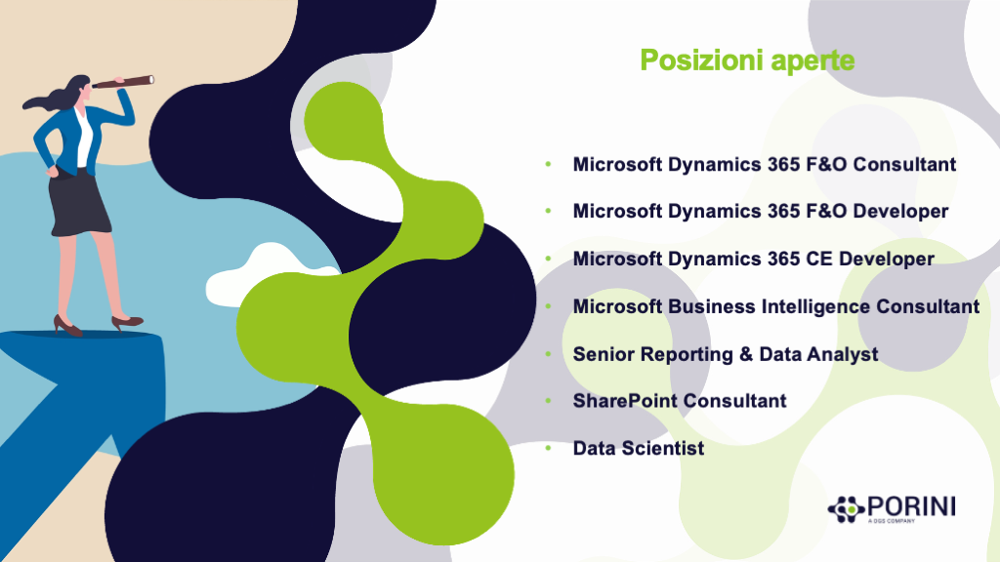 Posizioni aperte
• Microsoft Dynamics 365 F&O Consultant
• Microsoft Dynamics 365 F&O Developer
• Microsoft Dynamics 365 CE Developer
• Microsoft Business Intelligence Consultant
• Senior Reporting & Data Analyst
• SharePoint Consultant
• Data Scientist
PORINI
A DGS COMPANY